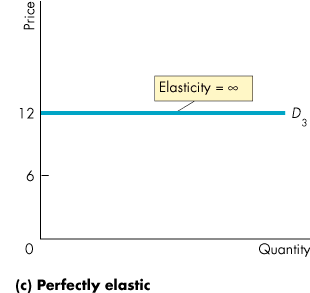 Price
Elasticity = ∞
12
D3
6
0
Quantity
(c) Perfectly elastic